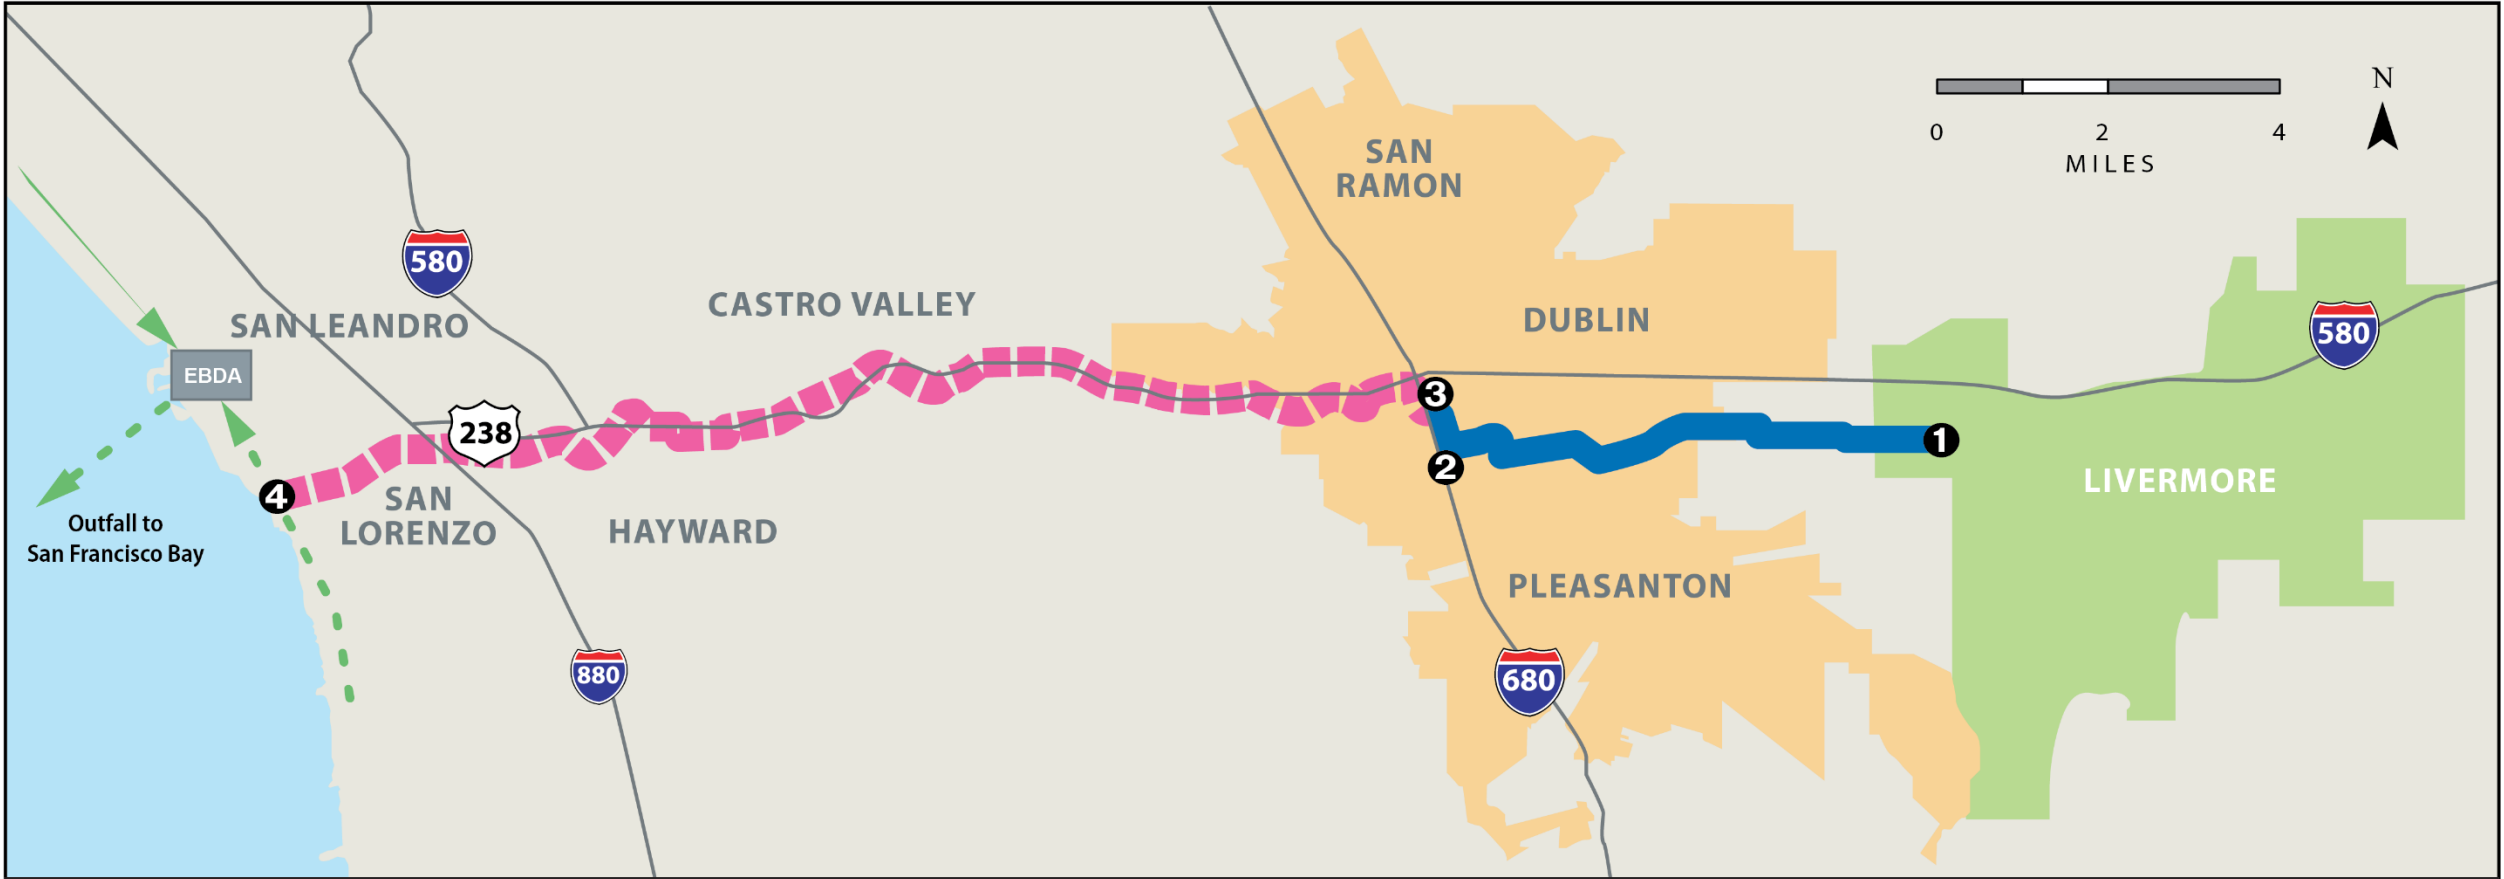 N
0 2 4
MILES
SAN
RAMON
580
SAN LEANDRO
CASTRO VALLEY
DUBLIN
580
EBDA
3
238
1
2
4
SAN
LORENZO
LIVERMORE
Outfall to
San Francisco Bay
HAYWARD
PLEASANTON
880
680